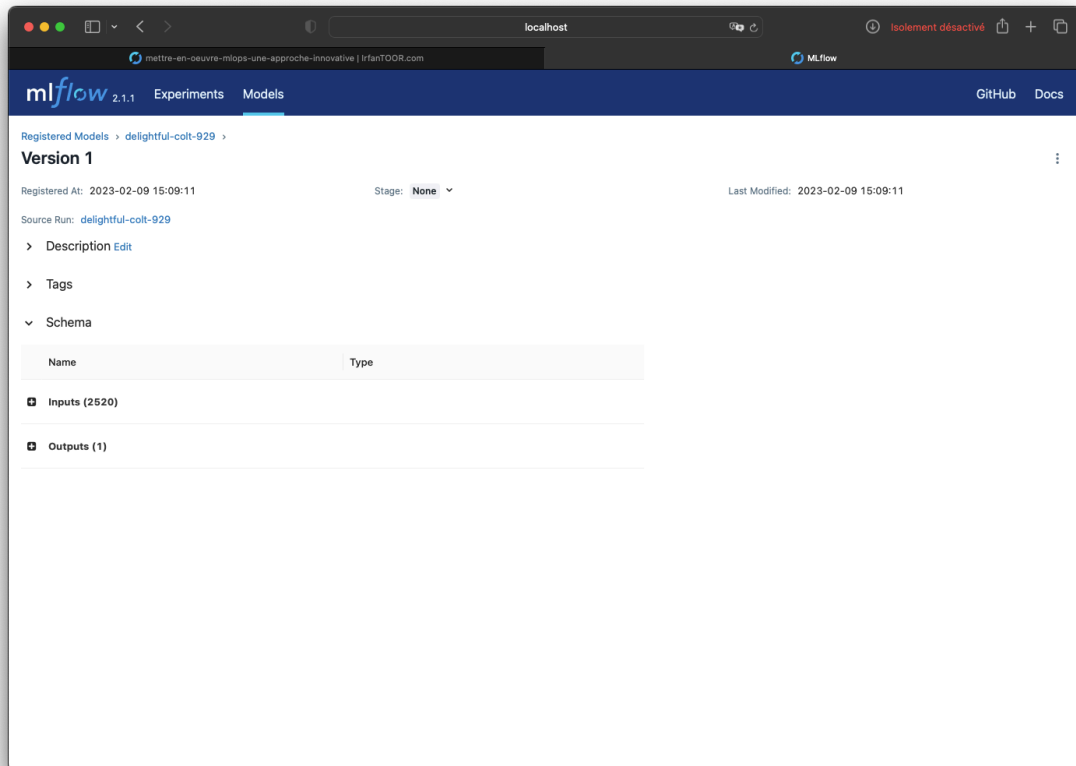 localhost
Isolement désactivé
mettre-en-oeuvre-mlops-une-approche-innovative | IrfanTOOR.com
MLflow
mlflow 2.1.1 Experiments Models GitHub Docs
Registered Models > delightful-colt-929 >
Version 1
Registered At: 2023-02-09 15:09:11 Stage: None Last Modified: 2023-02-09 15:09:11
Source Run: delightful-colt-929
Description Edit
Tags
Schema
Name Type
Inputs (2520)
Outputs (1)